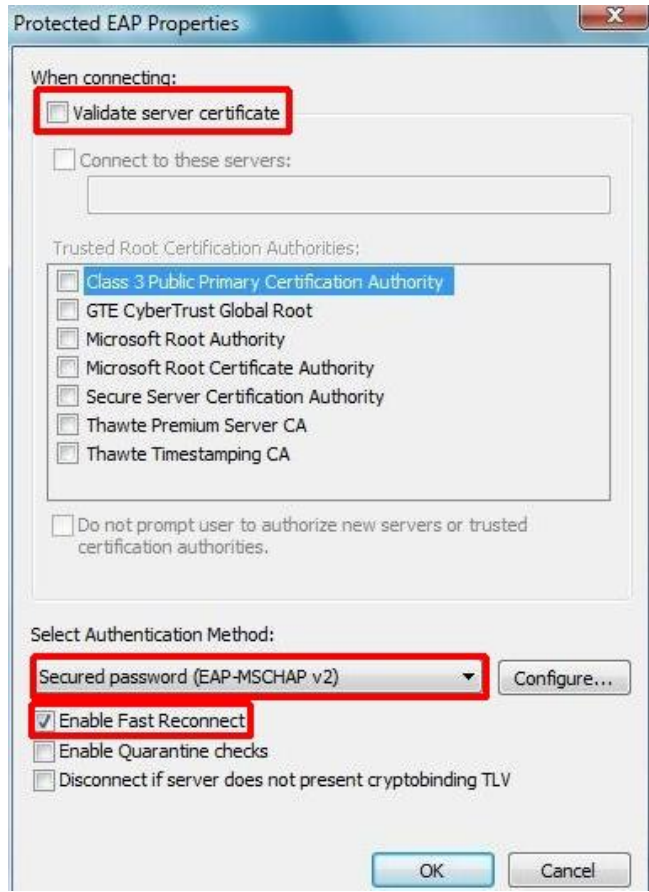 Protected EAP Properties
When connecting:
Validate server certificate
Connect to these servers:
Trusted Root Certification Authorities:
Class 3 Public Primary Certification Authority
GTE CyberTrust Global Root
Microsoft Root Authority
Microsoft Root Certificate Authority
Secure Server Certification Authority
Thawte Premium Server CA
Thawte Timestamping CA
Do not prompt user to authorize new servers or trusted
certification authorities.
Select Authentication Method:
Secured password (EAP-MSCHAP v2)
Configure...
Enable Fast Reconnect
Enable Quarantine checks
Disconnect if server does not present cryptobinding TLV
OK
Cancel